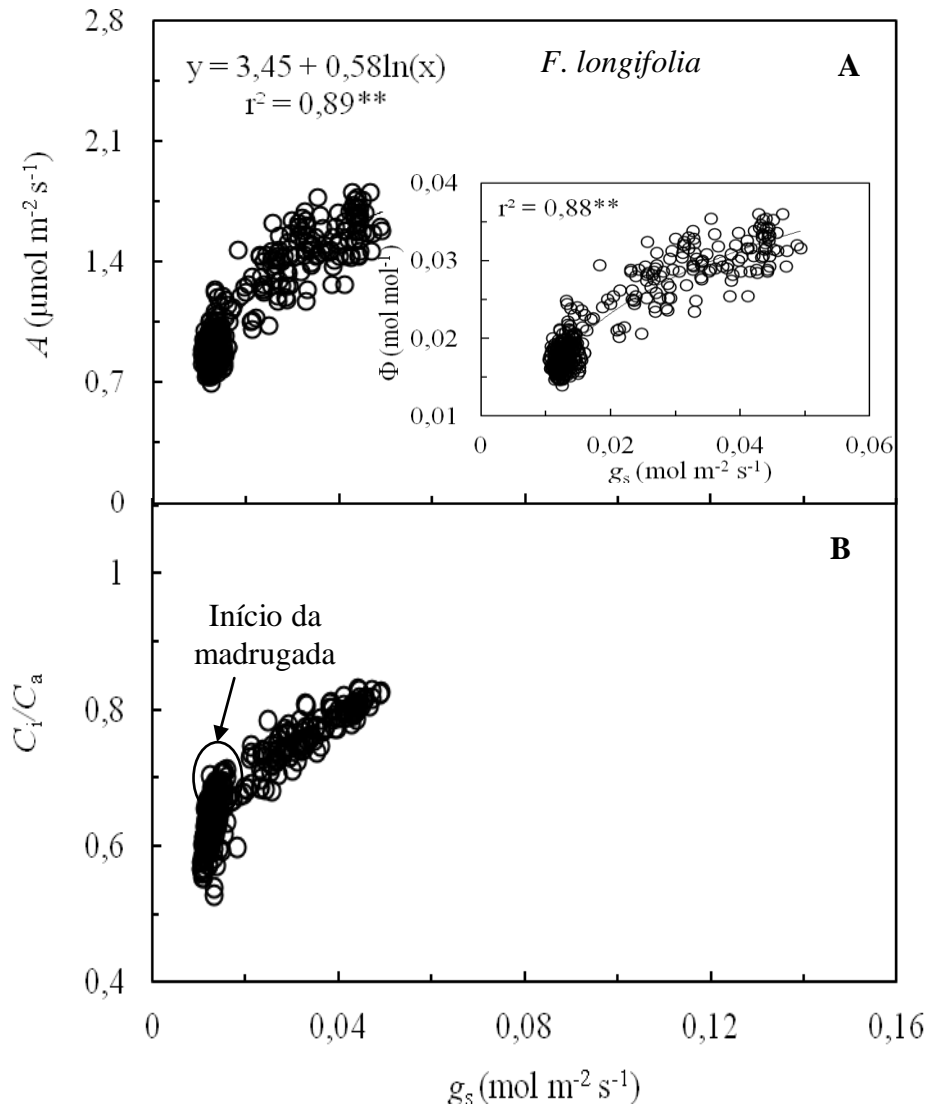 2,8
y = 3,45 + 0,58ln(x)
r² = 0,89**
F. longifolia
A
2,1
1,4
0,7
0
A (µmol m⁻² s⁻¹)
r² = 0,88**
0,04
0,03
0,02
0,01
Φ (mol mol⁻¹)
0 0,02 0,04 0,06
gₛ (mol m⁻² s⁻¹)
B
1
0,8
0,6
0,4
Cᵢ/Cₐ
Início da
madrugada
0 0,04 0,08 0,12 0,16
gₛ (mol m⁻² s⁻¹)